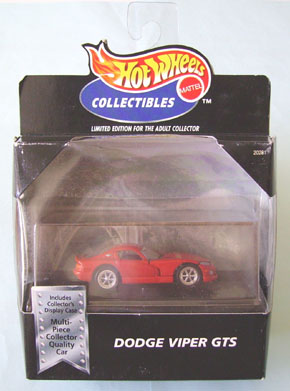 Hot Wheels
MATTEL
COLLECTIBLES
TM
LIMITED EDITION FOR THE ADULT COLLECTOR
20281
Includes
Collector's
Display Case
Multi-
Piece
Collector
Quality
Car
DODGE VIPER GTS